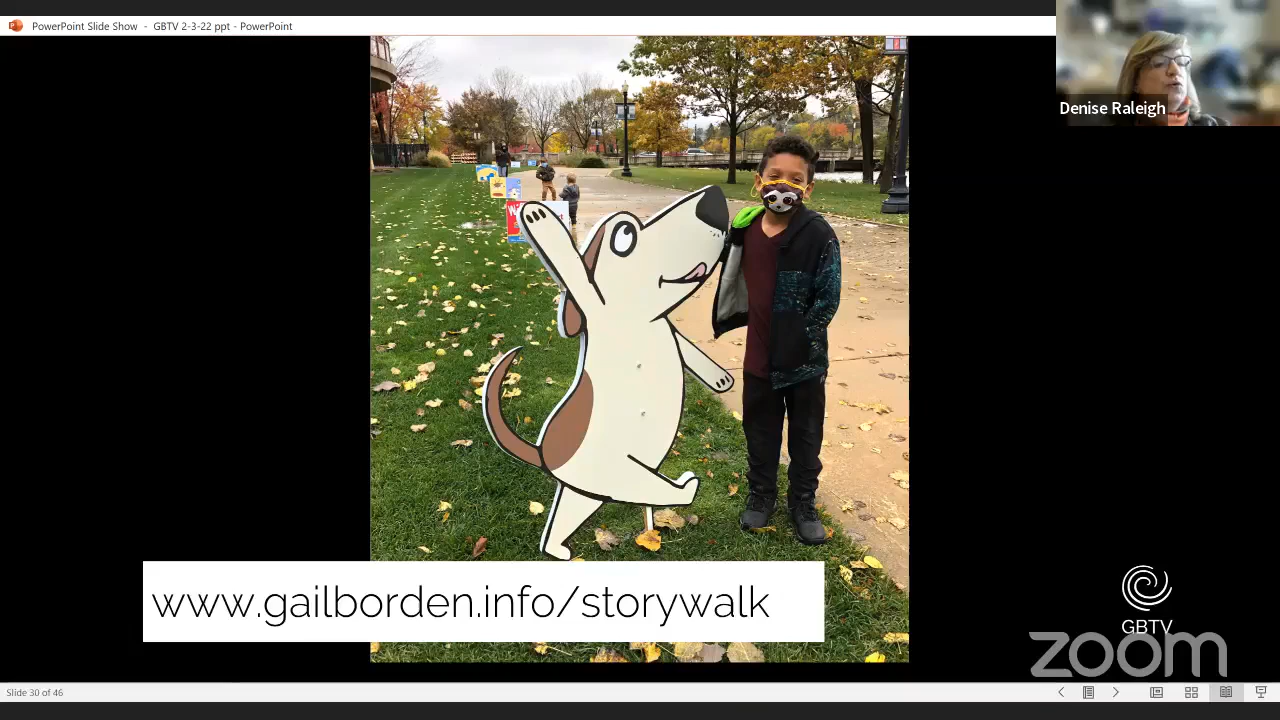 PowerPoint Slide Show - GBTV 2-3-22 ppt - PowerPoint
Denise Raleigh
www.gailborden.info/storywalk
GBTV
zoom
Slide 30 of 46